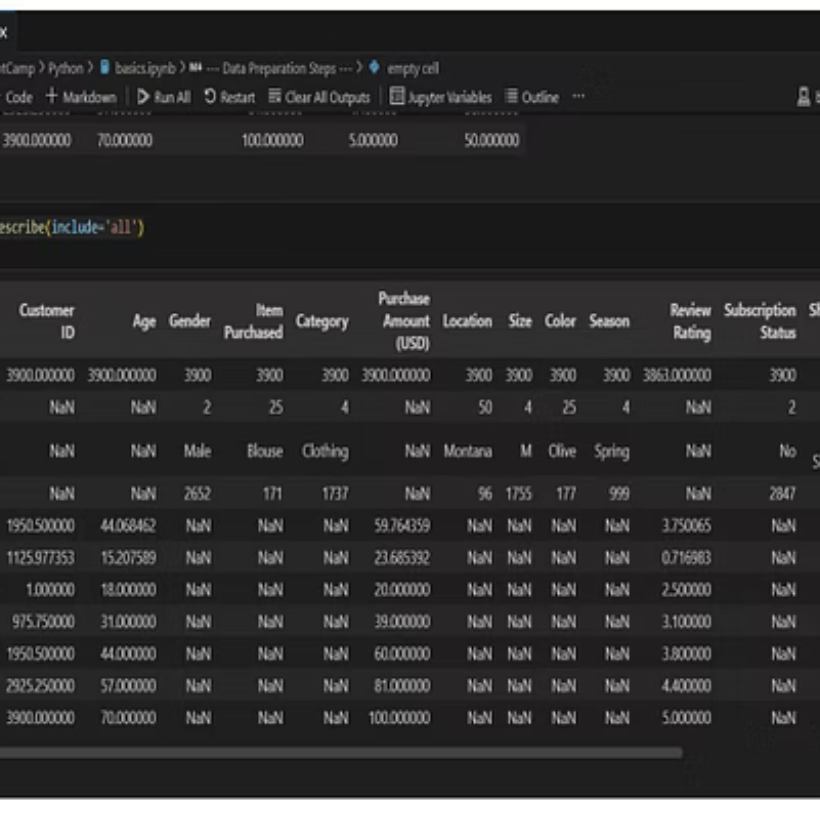 x
tCamp > Python > basics.ipynb > M↓ --- Data Preparation Steps --- > empty cell
Code + Markdown | Run All Restart Clear All Outputs | Jupyter Variables Outline ...
3900.000000 70.000000 100.000000 5.000000 50.000000
escribe(include='all')
Customer ID Age Gender Item Purchased Category Purchase Amount (USD) Location Size Color Season Review Rating Subscription Status Sh
3900.000000 3900.000000 3900 3900 3900 3900.000000 3900 3900 3900 3900 3863.000000 3900
NaN NaN 2 25 4 NaN 50 4 25 4 NaN 2
NaN NaN Male Blouse Clothing NaN Montana M Olive Spring NaN No S
NaN NaN 2652 171 1737 NaN 96 1755 177 999 NaN 2847
1950.500000 44.068462 NaN NaN NaN 59.764359 NaN NaN NaN NaN 3.750065 NaN
1125.977353 15.207589 NaN NaN NaN 23.685392 NaN NaN NaN NaN 0.716983 NaN
1.000000 18.000000 NaN NaN NaN 20.000000 NaN NaN NaN NaN 2.500000 NaN
975.750000 31.000000 NaN NaN NaN 39.000000 NaN NaN NaN NaN 3.100000 NaN
1950.500000 44.000000 NaN NaN NaN 60.000000 NaN NaN NaN NaN 3.800000 NaN
2925.250000 57.000000 NaN NaN NaN 81.000000 NaN NaN NaN NaN 4.400000 NaN
3900.000000 70.000000 NaN NaN NaN 100.000000 NaN NaN NaN NaN 5.000000 NaN